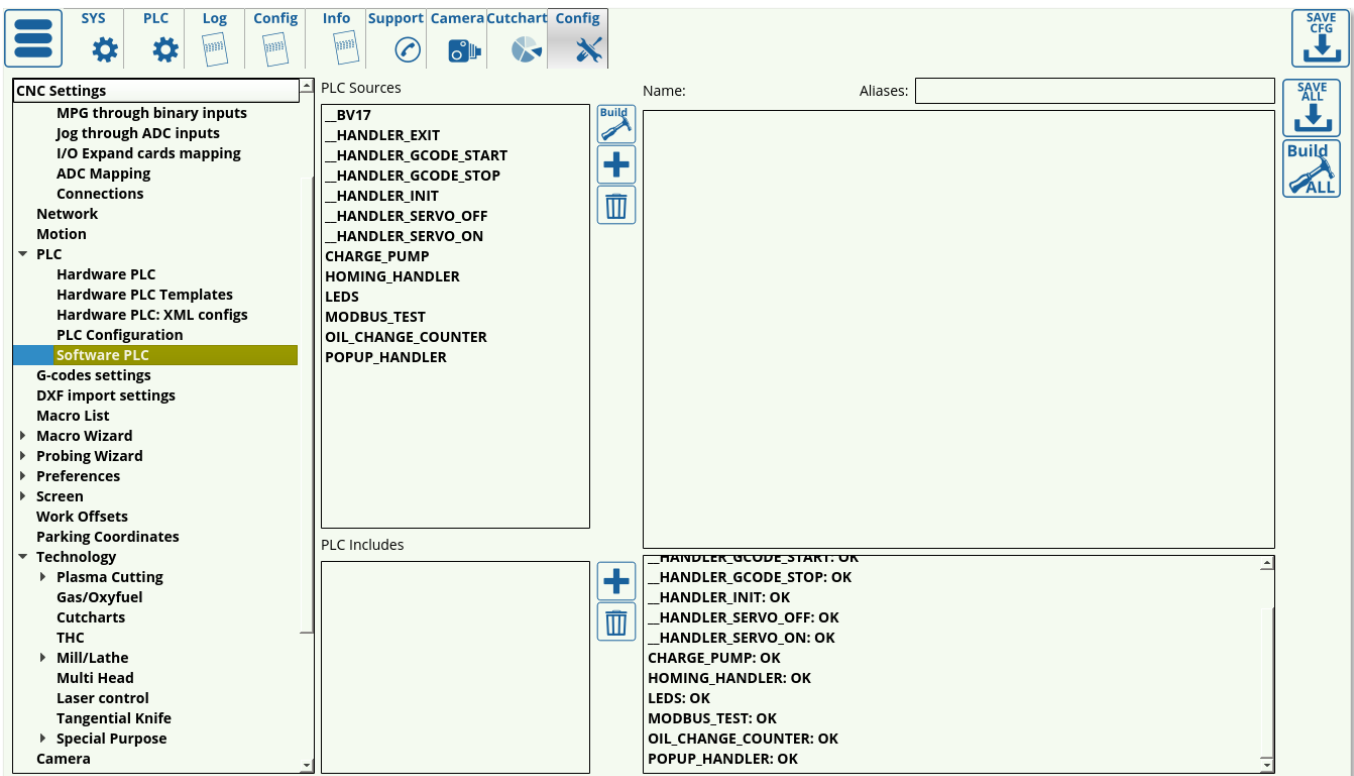 SYS PLC Log Config Info Support Camera Cutchart Config
SAVE
CFG
CNC Settings
MPG through binary inputs
Jog through ADC inputs
I/O Expand cards mapping
ADC Mapping
Connections
Network
Motion
PLC
Hardware PLC
Hardware PLC Templates
Hardware PLC: XML configs
PLC Configuration
Software PLC
G-codes settings
DXF import settings
Macro List
Macro Wizard
Probing Wizard
Preferences
Screen
Work Offsets
Parking Coordinates
Technology
Plasma Cutting
Gas/Oxyfuel
Cutcharts
THC
Mill/Lathe
Multi Head
Laser control
Tangential Knife
Special Purpose
Camera
PLC Sources
__BV17
__HANDLER_EXIT
__HANDLER_GCODE_START
__HANDLER_GCODE_STOP
__HANDLER_INIT
__HANDLER_SERVO_OFF
__HANDLER_SERVO_ON
CHARGE_PUMP
HOMING_HANDLER
LEDS
MODBUS_TEST
OIL_CHANGE_COUNTER
POPUP_HANDLER
Build
PLC Includes
Name: Aliases:
__HANDLER_GCODE_START: OK
__HANDLER_GCODE_STOP: OK
__HANDLER_INIT: OK
__HANDLER_SERVO_OFF: OK
__HANDLER_SERVO_ON: OK
CHARGE_PUMP: OK
HOMING_HANDLER: OK
LEDS: OK
MODBUS_TEST: OK
OIL_CHANGE_COUNTER: OK
POPUP_HANDLER: OK
SAVE
ALL
Build
ALL